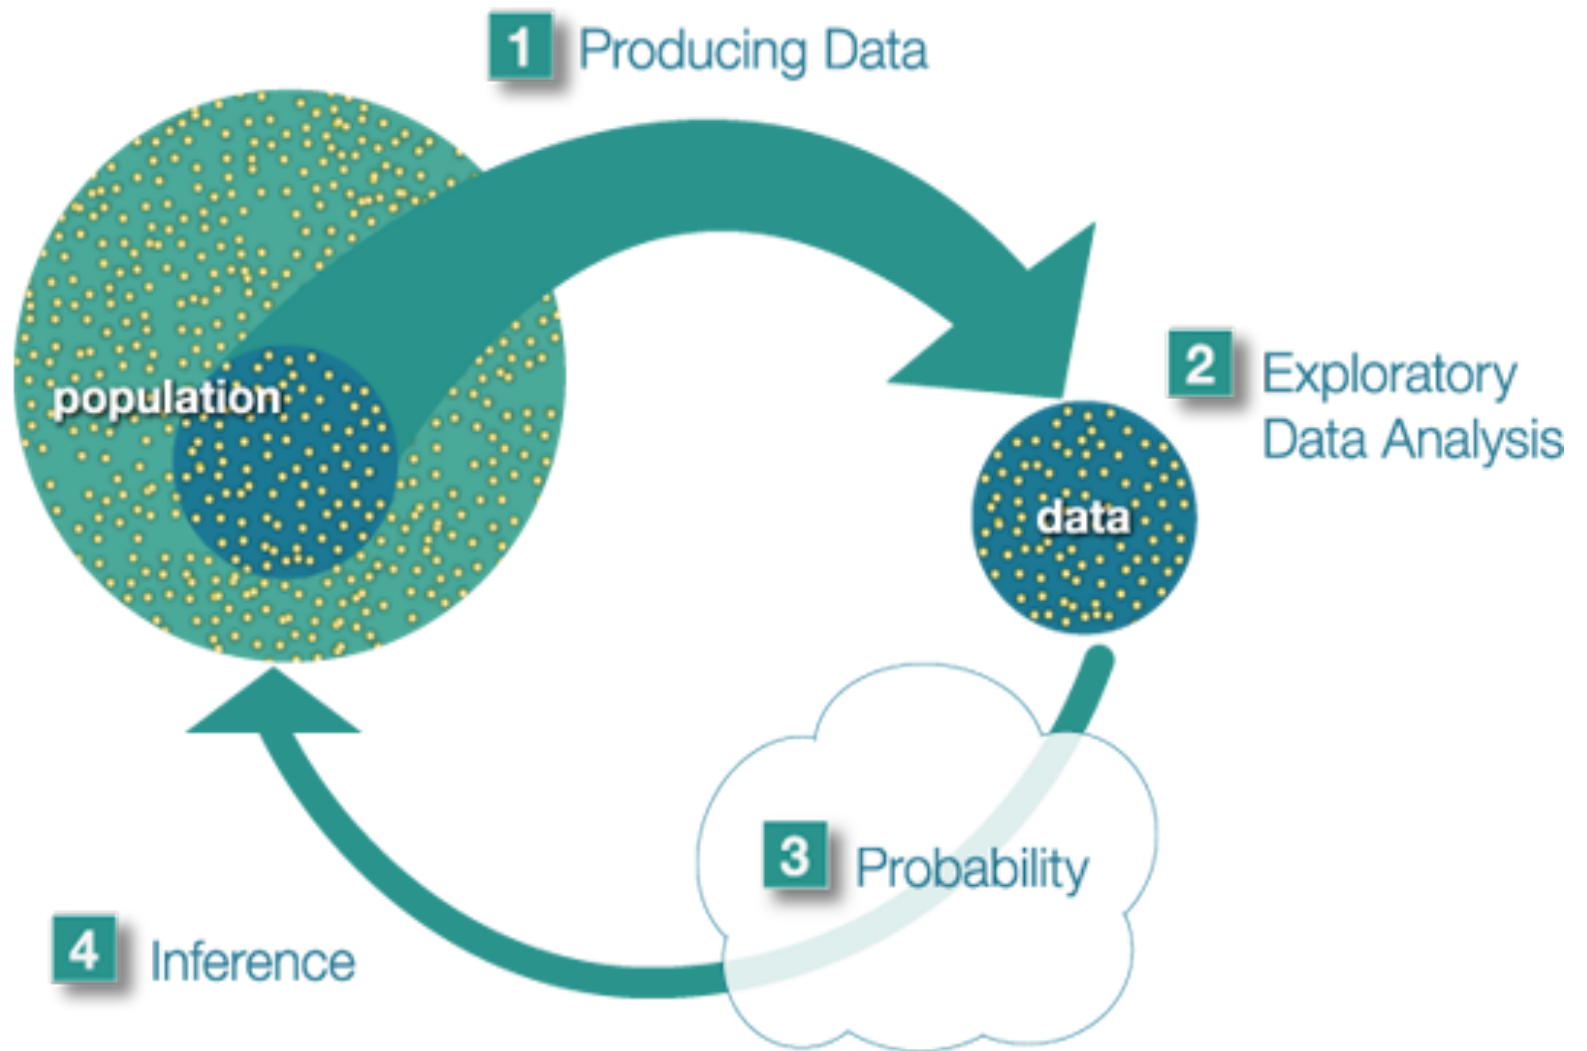 1 Producing Data
population
2 Exploratory
Data Analysis
data
3 Probability
4 Inference